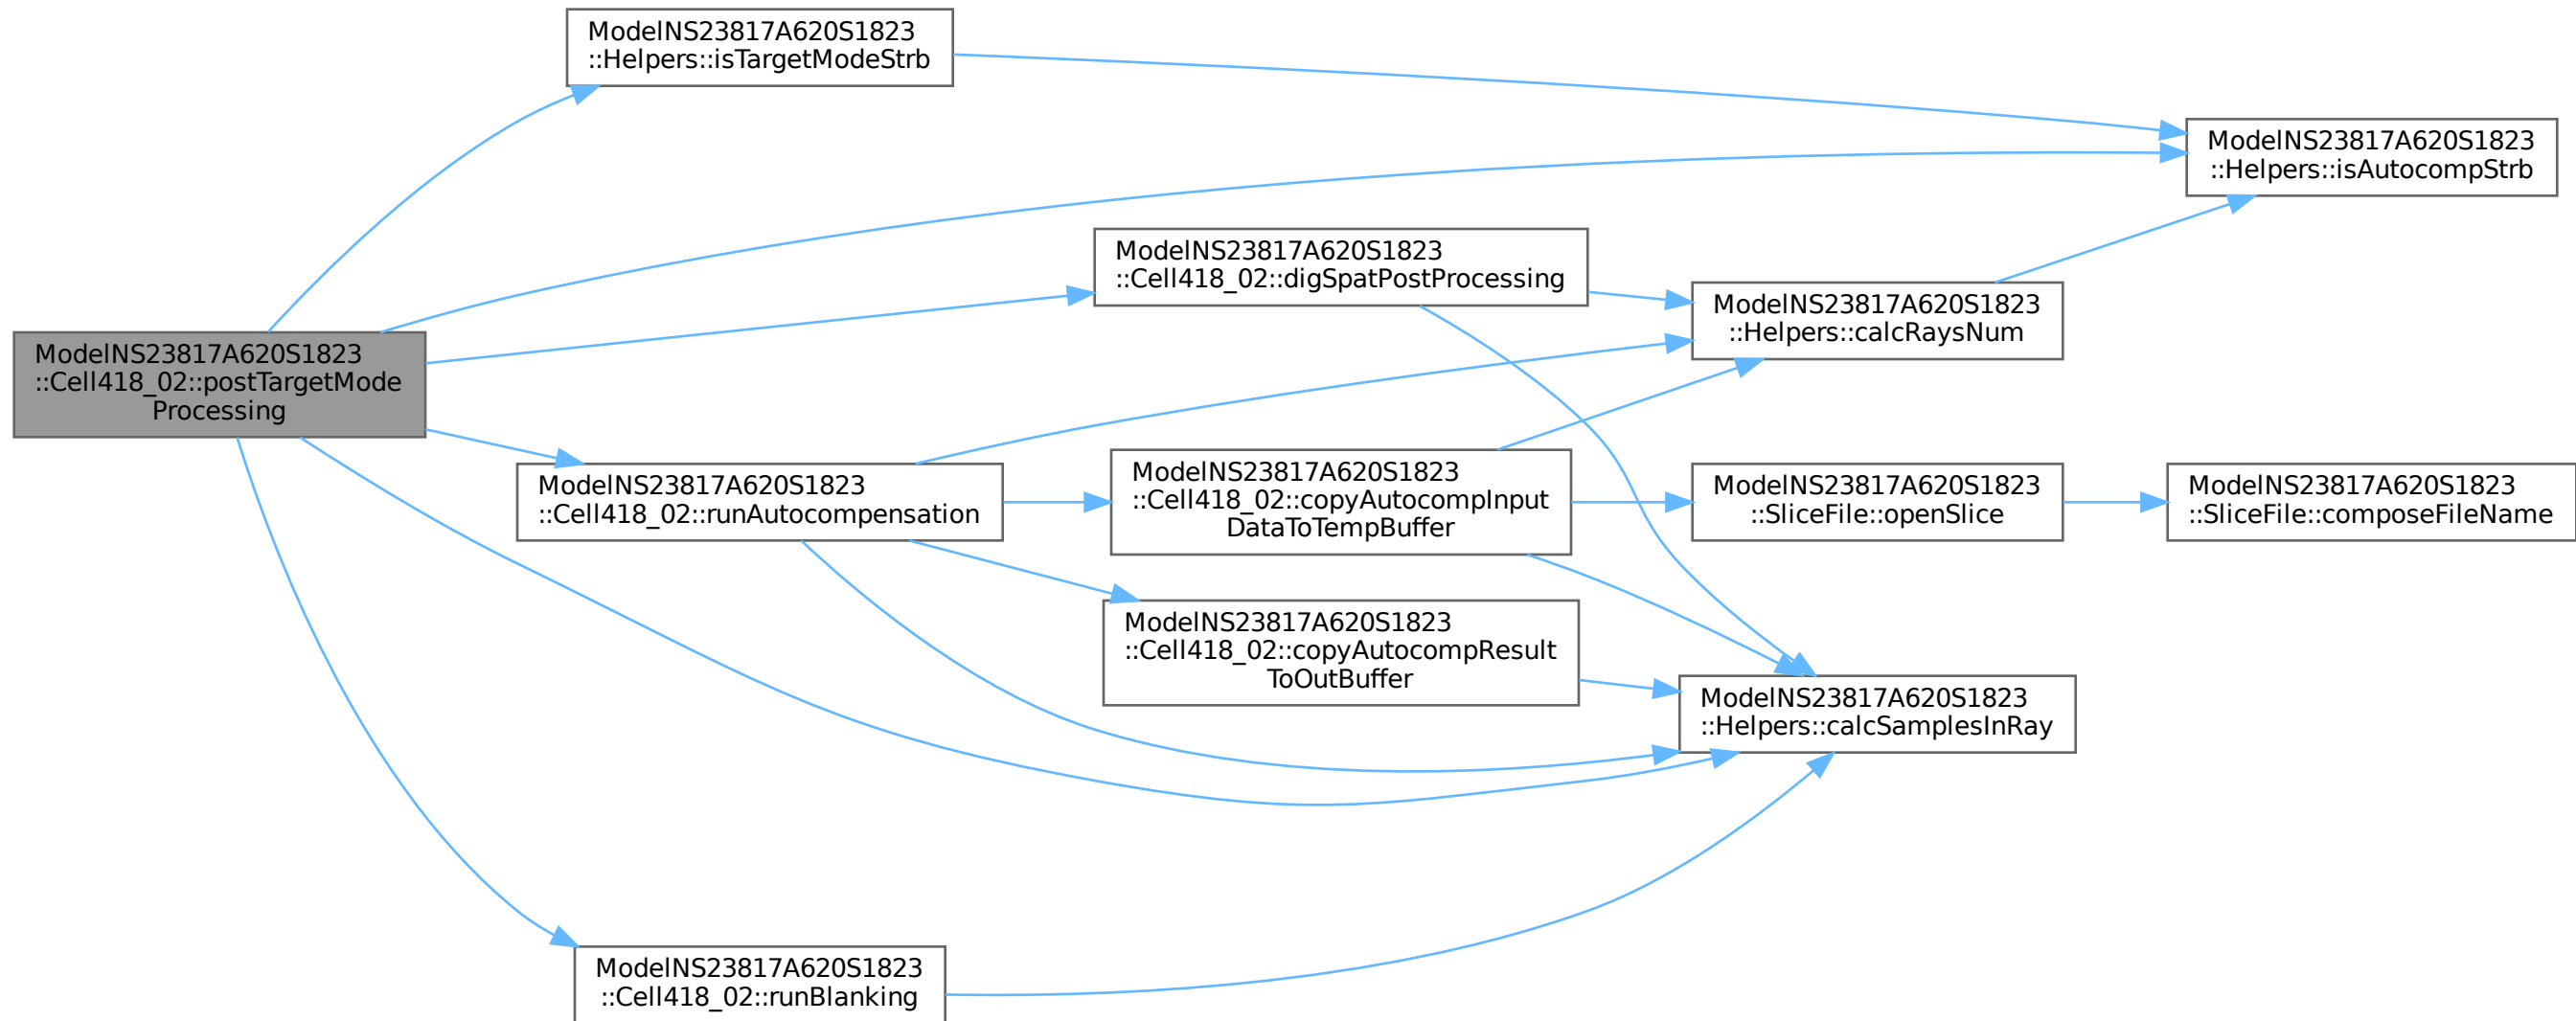 ModelNS23817A620S1823
::Helpers::isTargetModeStrb
ModelNS23817A620S1823
::Helpers::isAutocompStrb
ModelNS23817A620S1823
::Cell418_02::digSpatPostProcessing
ModelNS23817A620S1823
::Helpers::calcRaysNum
ModelNS23817A620S1823
::Cell418_02::postTargetMode
Processing
ModelNS23817A620S1823
::Cell418_02::runAutocompensation
ModelNS23817A620S1823
::Cell418_02::copyAutocompInput
DataToTempBuffer
ModelNS23817A620S1823
::SliceFile::openSlice
ModelNS23817A620S1823
::SliceFile::composeFileName
ModelNS23817A620S1823
::Cell418_02::copyAutocompResult
ToOutBuffer
ModelNS23817A620S1823
::Helpers::calcSamplesInRay
ModelNS23817A620S1823
::Cell418_02::runBlanking